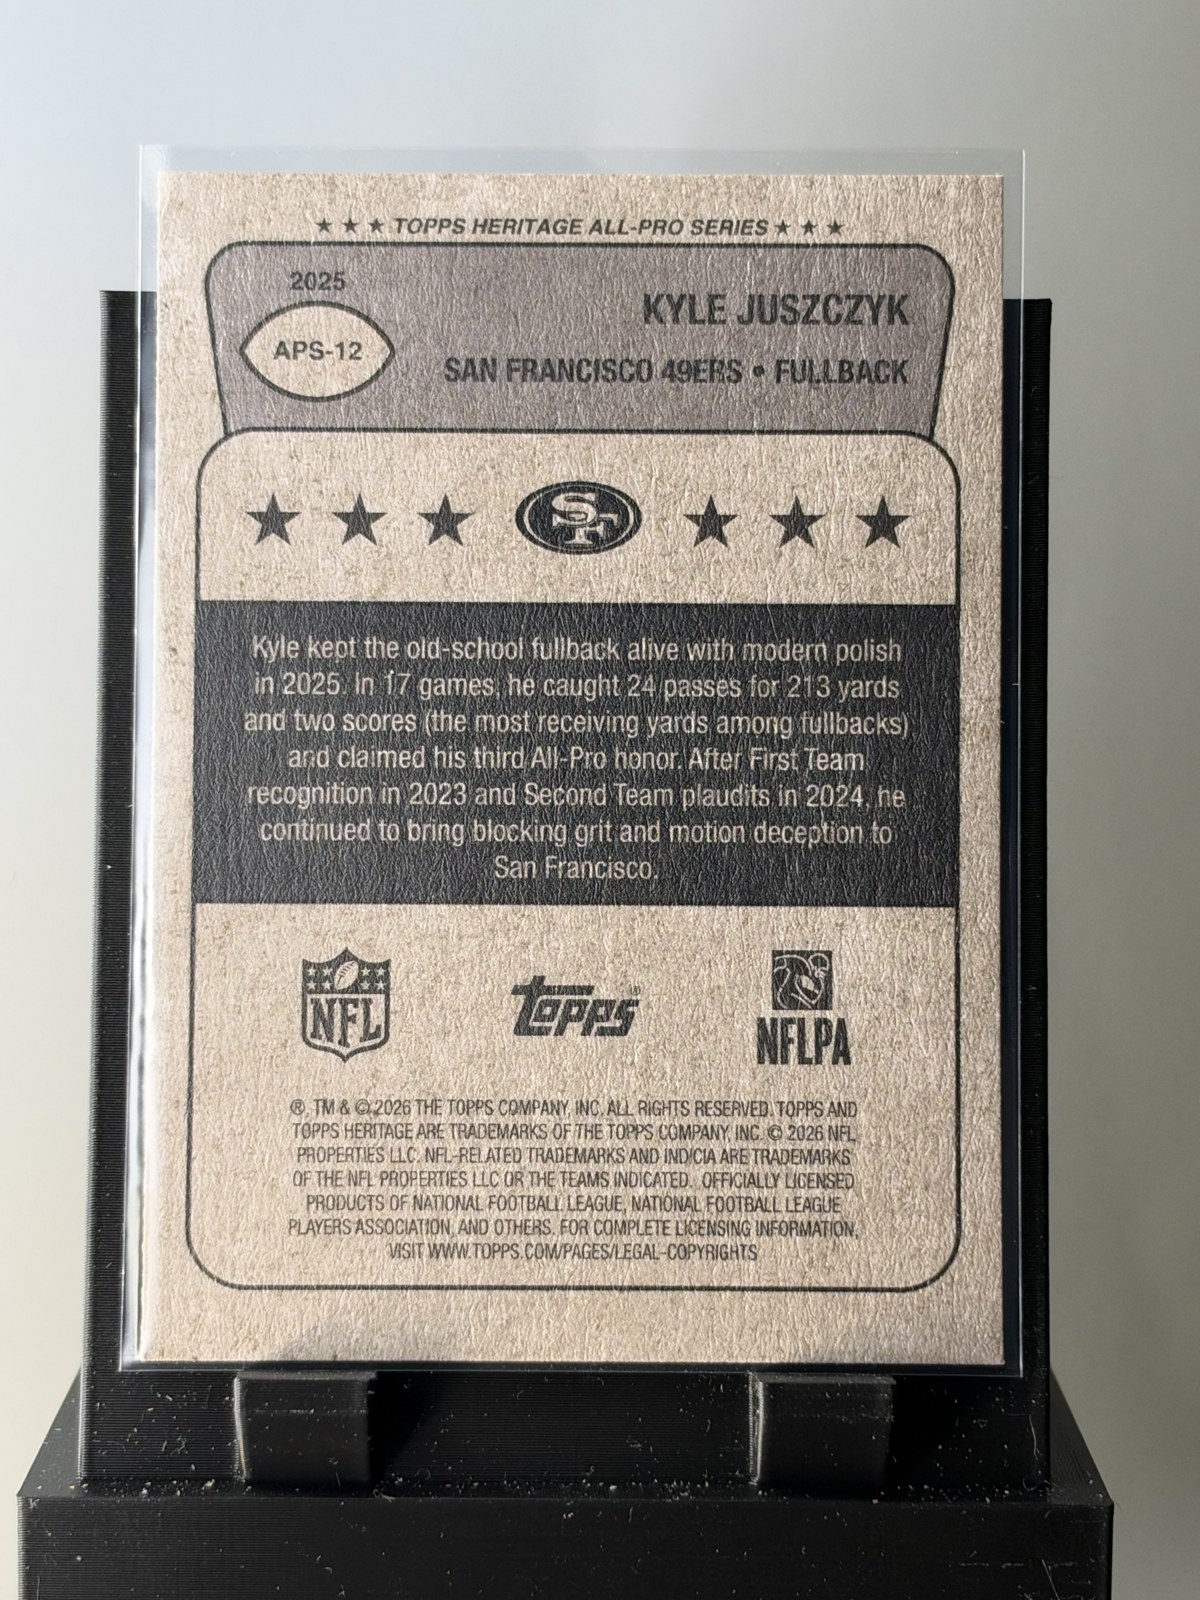 ★ ★ ★ TOPPS HERITAGE ALL-PRO SERIES ★ ★ ★
2025
APS-12
KYLE JUSZCZYK
SAN FRANCISCO 49ERS • FULLBACK
SF
Kyle kept the old-school fullback alive with modern polish
in 2025. In 17 games, he caught 24 passes for 213 yards
and two scores (the most receiving yards among fullbacks)
and claimed his third All-Pro honor. After First Team
recognition in 2023 and Second Team plaudits in 2024, he
continued to bring blocking grit and motion deception to
San Francisco.
NFL
topps
NFLPA
®, TM & © 2026 THE TOPPS COMPANY, INC. ALL RIGHTS RESERVED. TOPPS AND
TOPPS HERITAGE ARE TRADEMARKS OF THE TOPPS COMPANY, INC. © 2026 NFL
PROPERTIES LLC. NFL-RELATED TRADEMARKS AND INDICIA ARE TRADEMARKS
OF THE NFL PROPERTIES LLC OR THE TEAMS INDICATED. OFFICIALLY LICENSED
PRODUCTS OF NATIONAL FOOTBALL LEAGUE, NATIONAL FOOTBALL LEAGUE
PLAYERS ASSOCIATION, AND OTHERS. FOR COMPLETE LICENSING INFORMATION,
VISIT WWW.TOPPS.COM/PAGES/LEGAL-COPYRIGHTS